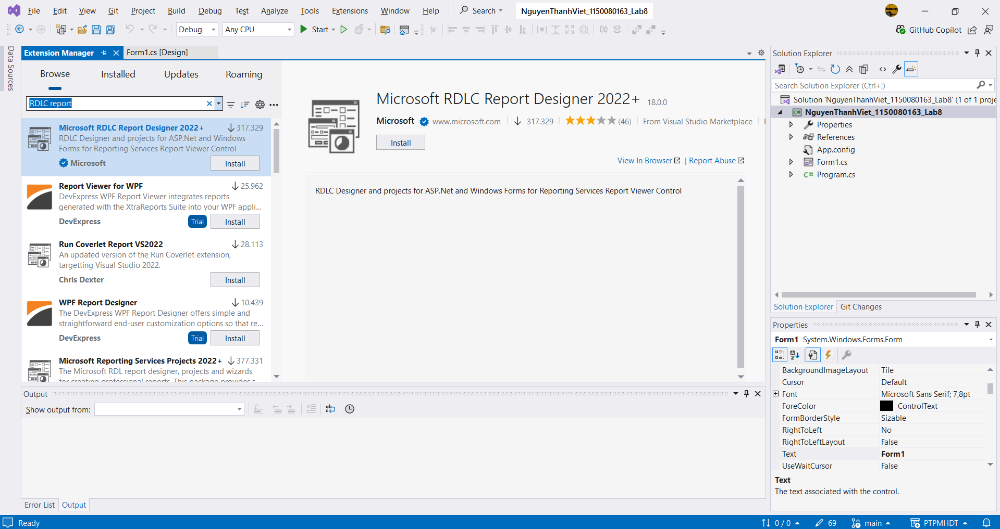 File Edit View Git Project Build Debug Test Analyze Tools Extensions Window Help Search NguyenThanhViet_1150080163_Lab8
Debug Any CPU Start GitHub Copilot
Data Sources
Extension Manager Form1.cs [Design]
Browse Installed Updates Roaming
RDLC report
Microsoft RDLC Report Designer 2022+ 317.329
RDLC Designer and projects for ASP.Net and Windows
Forms for Reporting Services Report Viewer Control
Microsoft Install
Report Viewer for WPF 25.962
DevExpress WPF Report Viewer integrates reports
generated with the XtraReports Suite into your WPF appli...
DevExpress Trial Install
Run Coverlet Report VS2022 28.113
An updated version of the Run Coverlet extension,
targetting Visual Studio 2022.
Chris Dexter Install
WPF Report Designer 10.439
The DevExpress WPF Report Designer offers simple and
straightforward end-user customization options so that re...
DevExpress Trial Install
Microsoft Reporting Services Projects 2022+ 377.331
The Microsoft RDL report designer, projects and wizards
for creating professional reports. This package provides s
Microsoft RDLC Report Designer 2022+ 18.0.0
Microsoft www.microsoft.com 317.329 (46) From Visual Studio Marketplace
Install
View In Browser | Report Abuse
RDLC Designer and projects for ASP.Net and Windows Forms for Reporting Services Report Viewer Control
Output
Show output from:
Error List Output
Solution Explorer
Search Solution Explorer (Ctrl+;)
Solution 'NguyenThanhViet_1150080163_Lab8' (1 of 1 proje
NguyenThanhViet_1150080163_Lab8
Properties
References
App.config
Form1.cs
C# Program.cs
Solution Explorer Git Changes
Properties
Form1 System.Windows.Forms.Form
BackgroundImageLayout Tile
Cursor Default
Font Microsoft Sans Serif; 7,8pt
ForeColor ControlText
FormBorderStyle Sizable
RightToLeft No
RightToLeftLayout False
Text Form1
UseWaitCursor False
Text
The text associated with the control.
Ready 0 / 0 69 main PTPMHDT